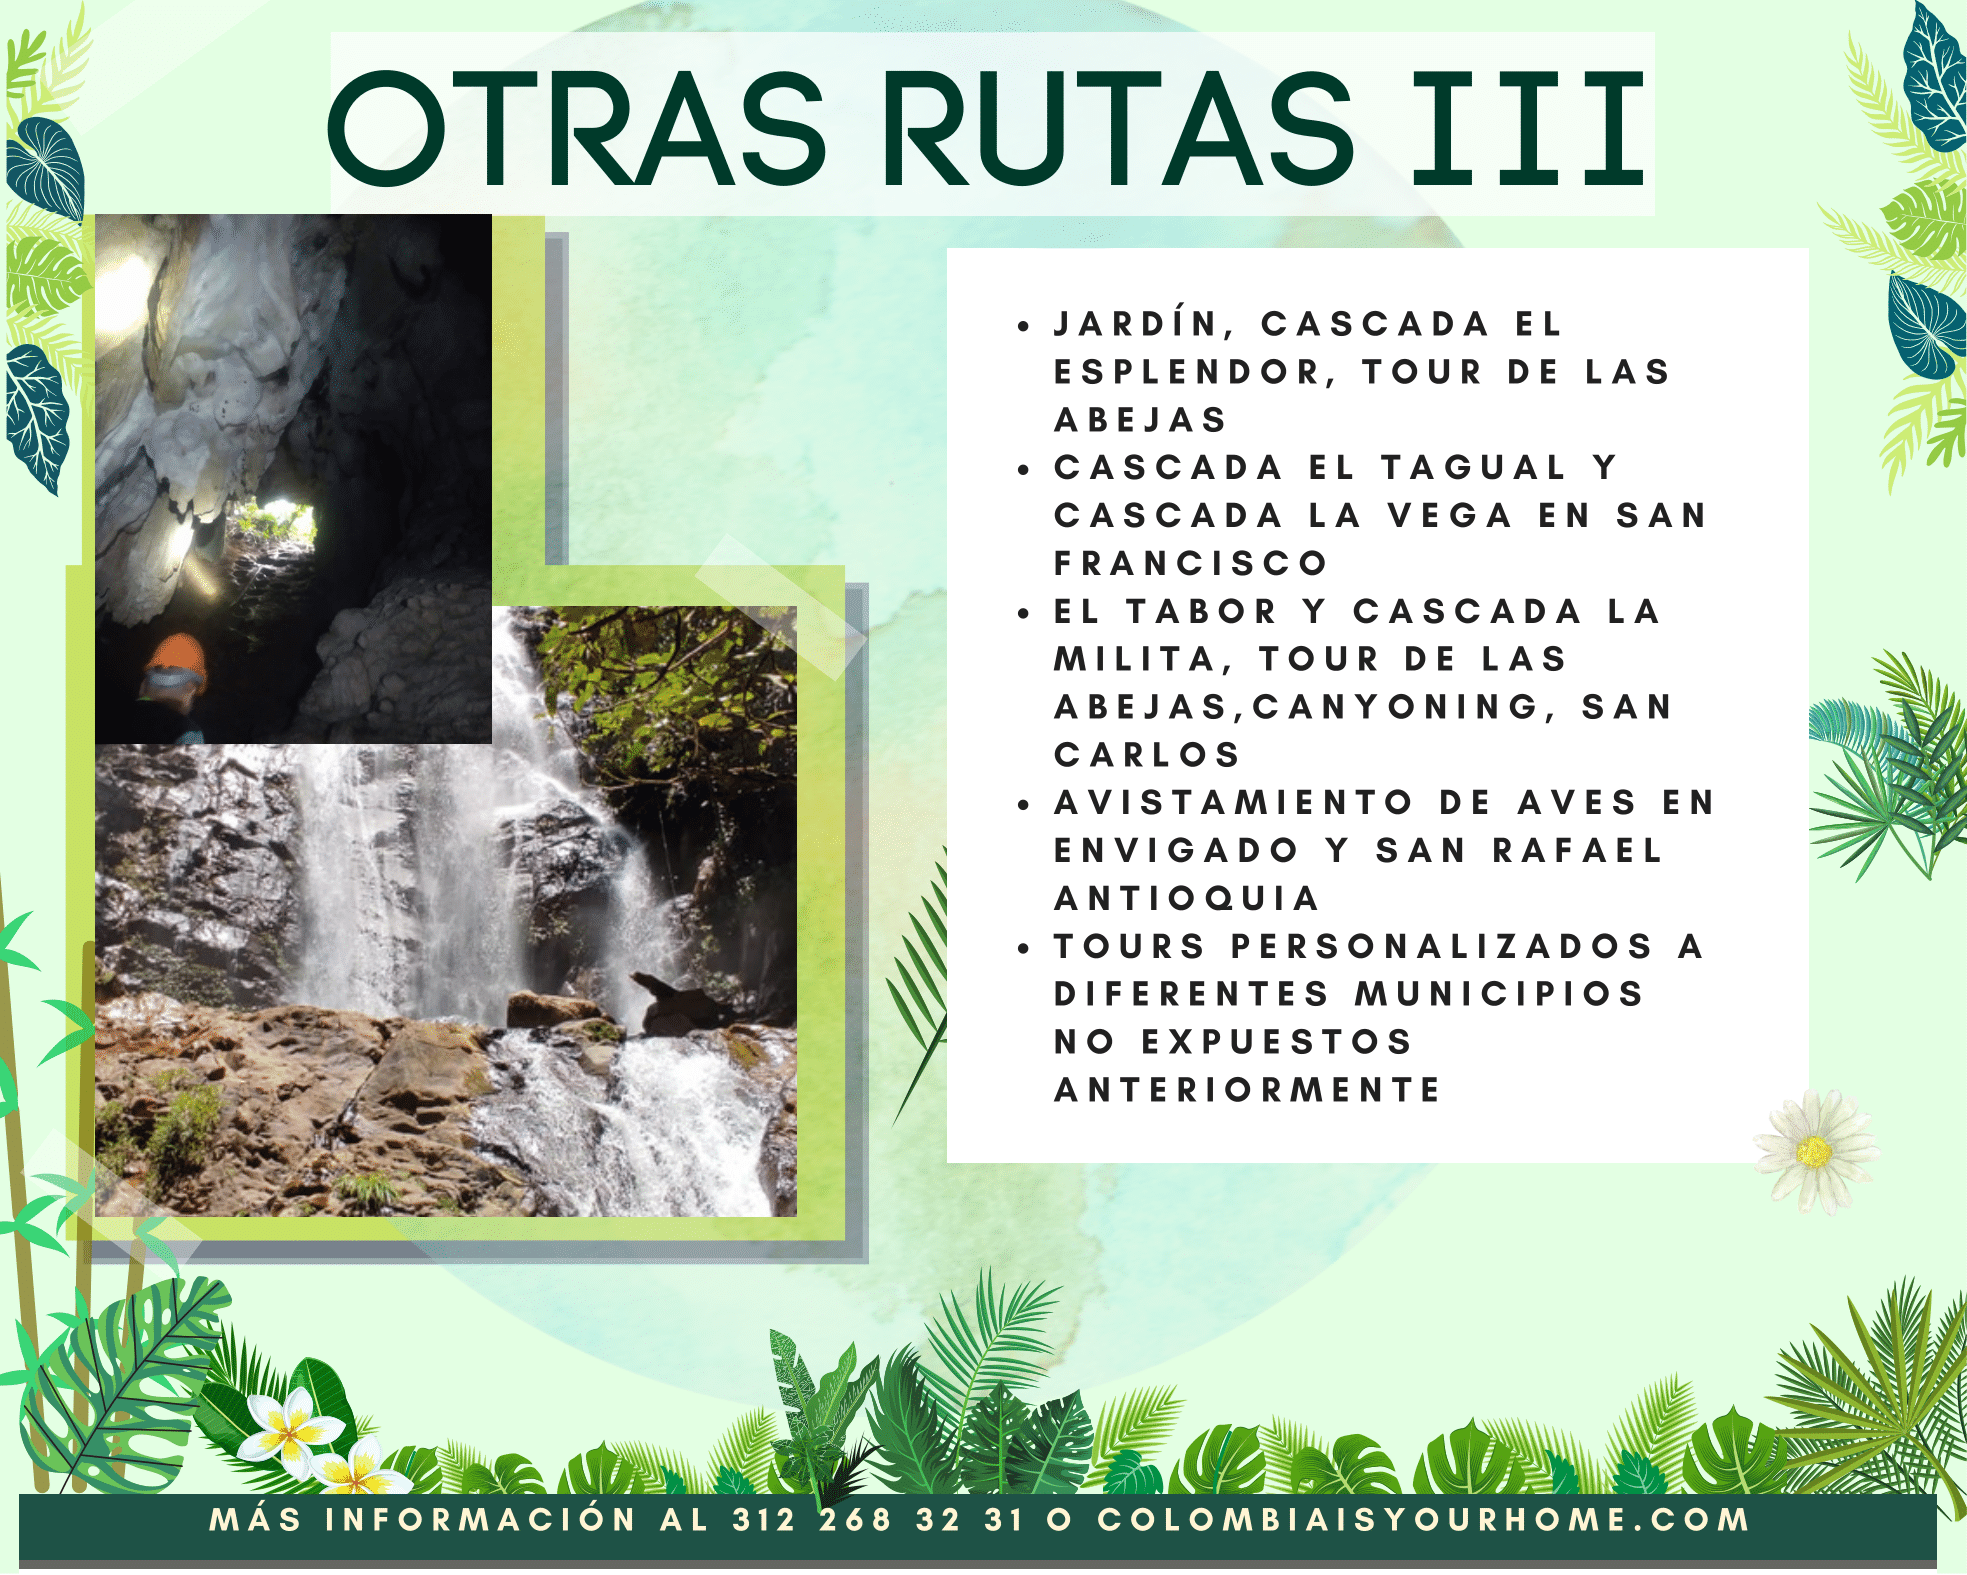 OTRAS RUTAS III
• JARDÍN, CASCADA EL
ESPLENDOR, TOUR DE LAS
ABEJAS
• CASCADA EL TAGUAL Y
CASCADA LA VEGA EN SAN
FRANCISCO
• EL TABOR Y CASCADA LA
MILITA, TOUR DE LAS
ABEJAS,CANYONING, SAN
CARLOS
• AVISTAMIENTO DE AVES EN
ENVIGADO Y SAN RAFAEL
ANTIOQUIA
• TOURS PERSONALIZADOS A
DIFERENTES MUNICIPIOS
NO EXPUESTOS
ANTERIORMENTE
MÁS INFORMACIÓN AL 312 268 32 31 O COLOMBIAISYOURHOME.COM